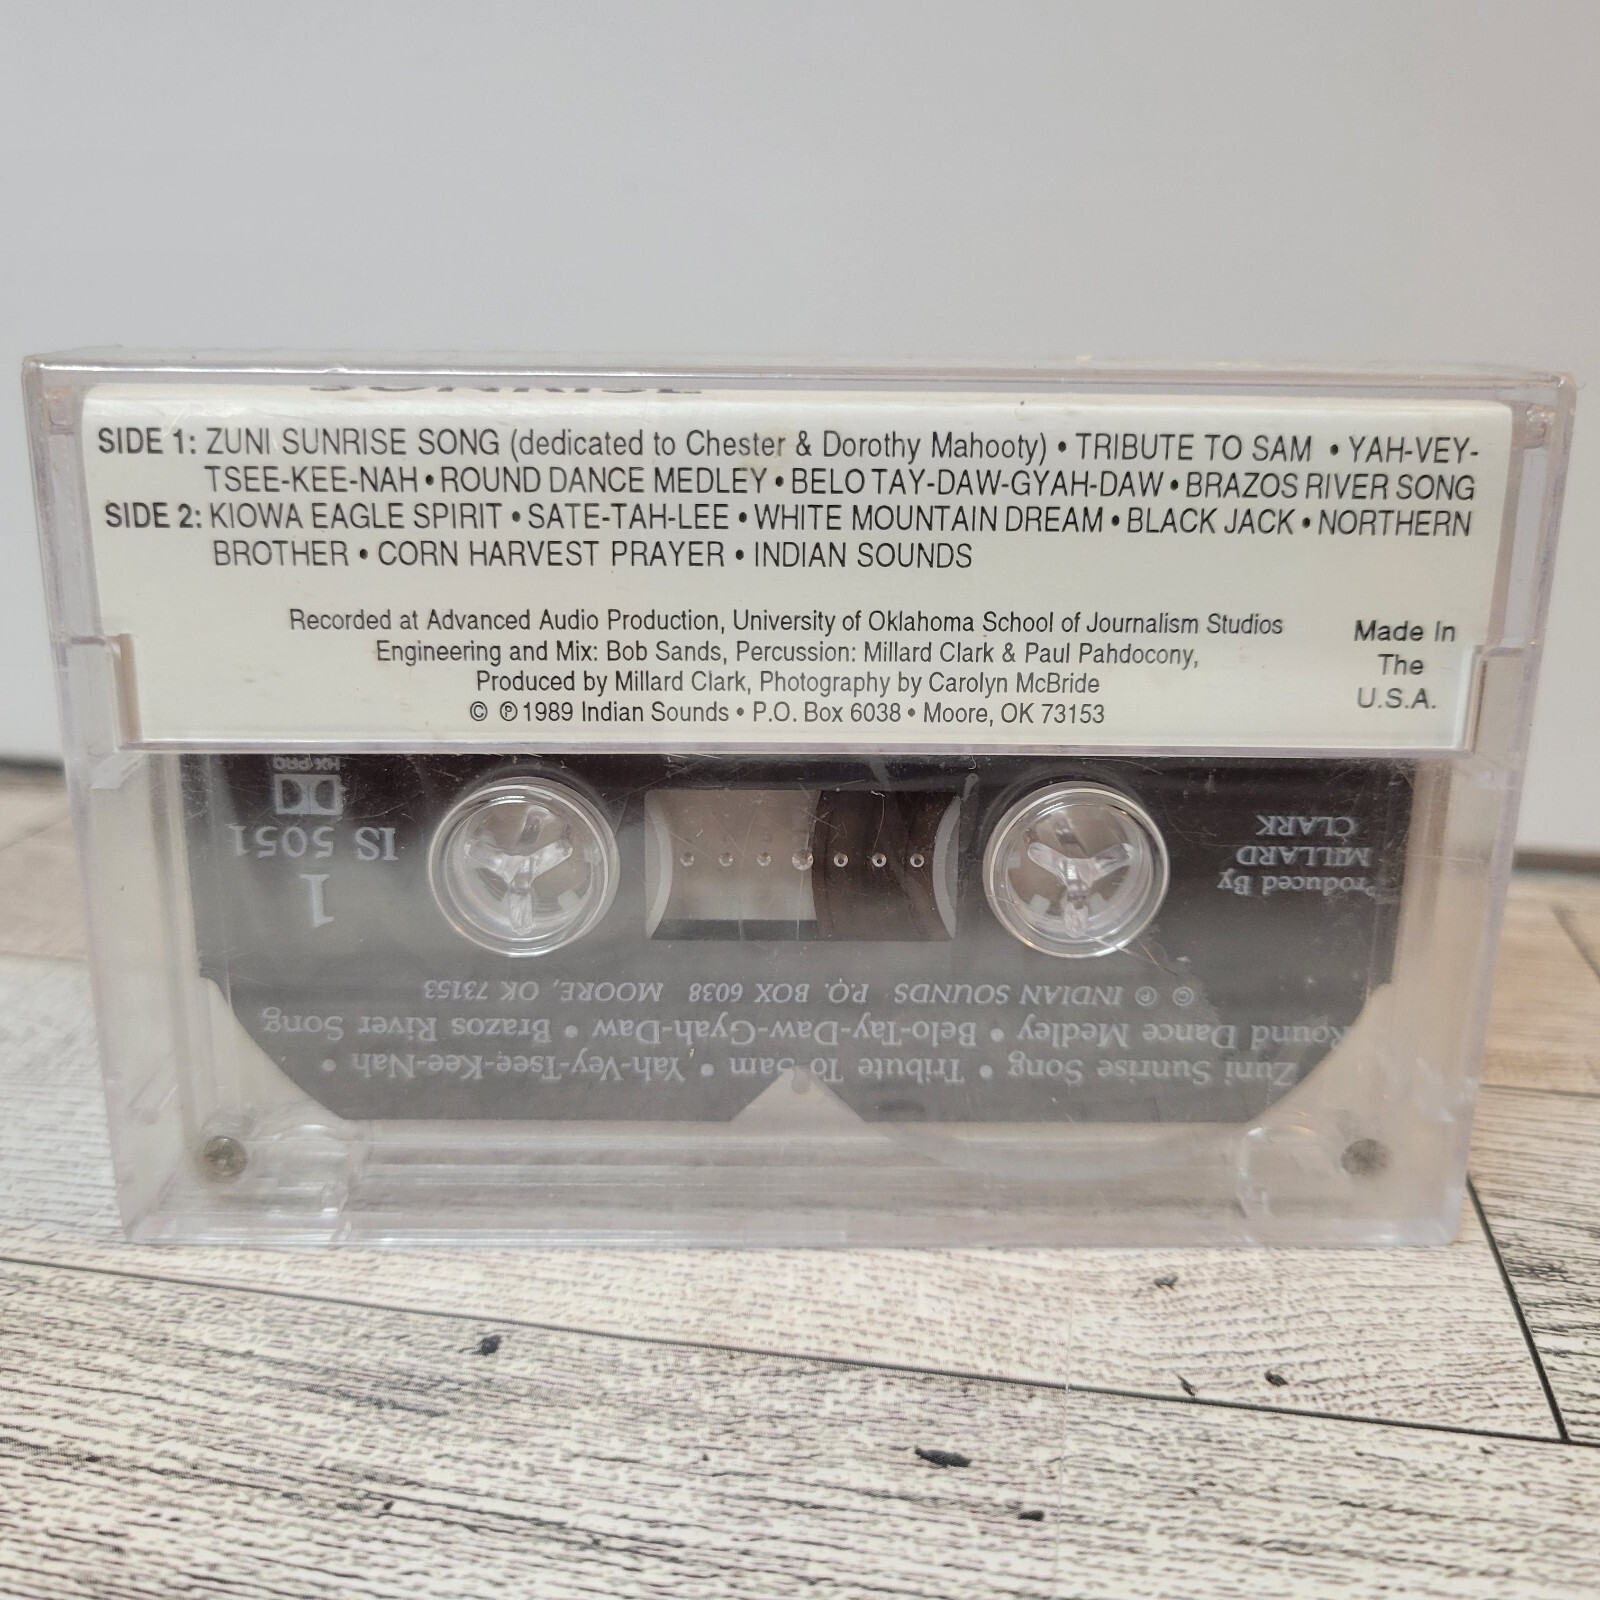 SUNRISE
SIDE 1: ZUNI SUNRISE SONG (dedicated to Chester & Dorothy Mahooty) • TRIBUTE TO SAM • YAH-VEY-
TSEE-KEE-NAH • ROUND DANCE MEDLEY • BELO TAY-DAW-GYAH-DAW • BRAZOS RIVER SONG
SIDE 2: KIOWA EAGLE SPIRIT • SATE-TAH-LEE • WHITE MOUNTAIN DREAM • BLACK JACK • NORTHERN
BROTHER • CORN HARVEST PRAYER • INDIAN SOUNDS
Recorded at Advanced Audio Production, University of Oklahoma School of Journalism Studios
Engineering and Mix: Bob Sands, Percussion: Millard Clark & Paul Pahdocony,
Produced by Millard Clark, Photography by Carolyn McBride
© ℗ 1989 Indian Sounds • P.O. Box 6038 • Moore, OK 73153
Made In
The
U.S.A.
Zuni Sunrise Song • Tribute To Sam • Yah-Vey-Tsee-Kee-Nah •
Round Dance Medley • Belo-Tay-Daw-Gyah-Daw • Brazos River Song
© ℗ INDIAN SOUNDS P.O. BOX 6038 MOORE, OK 73153
Produced By
MILLARD
CLARK
1
IS 5051
HX PRO